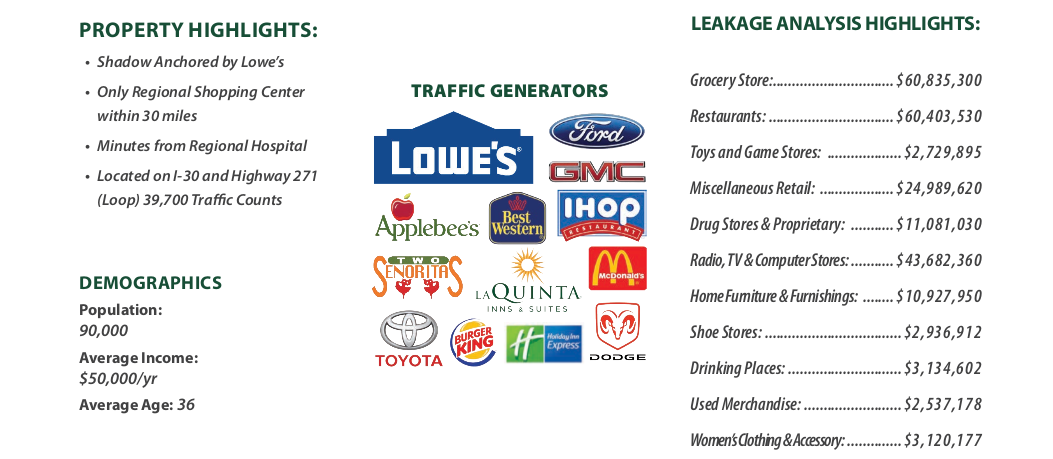 PROPERTY HIGHLIGHTS:
• Shadow Anchored by Lowe's
• Only Regional Shopping Center
within 30 miles
• Minutes from Regional Hospital
• Located on I-30 and Highway 271
(Loop) 39,700 Traffic Counts
DEMOGRAPHICS
Population:
90,000
Average Income:
$50,000/yr
Average Age: 36
TRAFFIC GENERATORS
LOWE'S®
Ford
GMC
Applebee's
Best
Western
IHOP
RESTAURANT
TWO
SENORITAS
LAQUINTA
INNS & SUITES
McDonald's
TOYOTA
BURGER
KING
H
Holiday Inn
Express
DODGE
LEAKAGE ANALYSIS HIGHLIGHTS:
Grocery Store:.............................. $60,835,300
Restaurants: ............................... $60,403,530
Toys and Game Stores: ................... $2,729,895
Miscellaneous Retail: ................... $24,989,620
Drug Stores & Proprietary: ........... $11,081,030
Radio, TV & Computer Stores: ........... $43,682,360
Home Furniture & Furnishings: ........ $10,927,950
Shoe Stores: .................................. $2,936,912
Drinking Places: ............................ $3,134,602
Used Merchandise: ........................ $2,537,178
Women's Clothing & Accessory: .............. $3,120,177